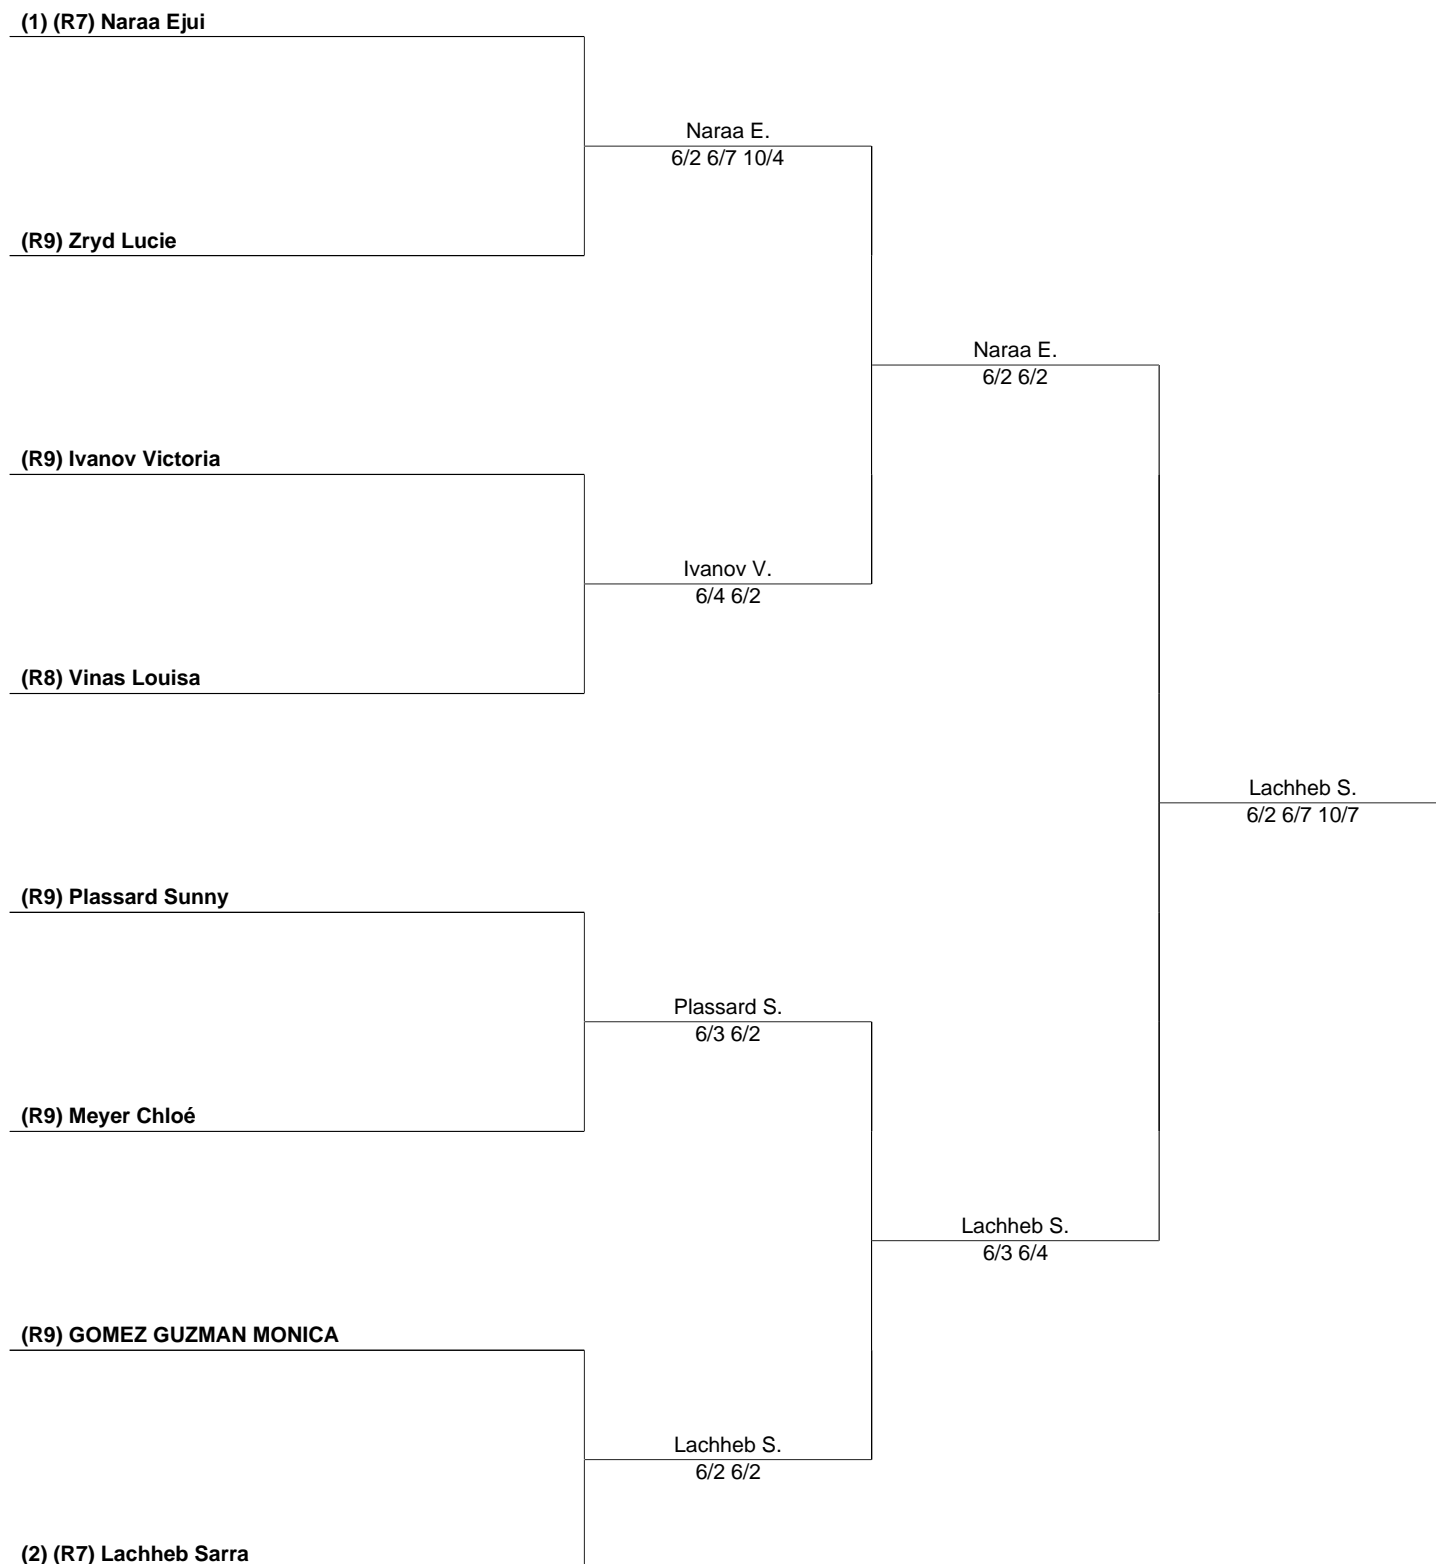 (1) (R7) Naraa Ejui
Naraa E.
6/2 6/7 10/4
(R9) Zryd Lucie
Naraa E.
6/2 6/2
(R9) Ivanov Victoria
Ivanov V.
6/4 6/2
(R8) Vinas Louisa
Lachheb S.
6/2 6/7 10/7
(R9) Plassard Sunny
Plassard S.
6/3 6/2
(R9) Meyer Chloé
Lachheb S.
6/3 6/4
(R9) GOMEZ GUZMAN MONICA
Lachheb S.
6/2 6/2
(2) (R7) Lachheb Sarra